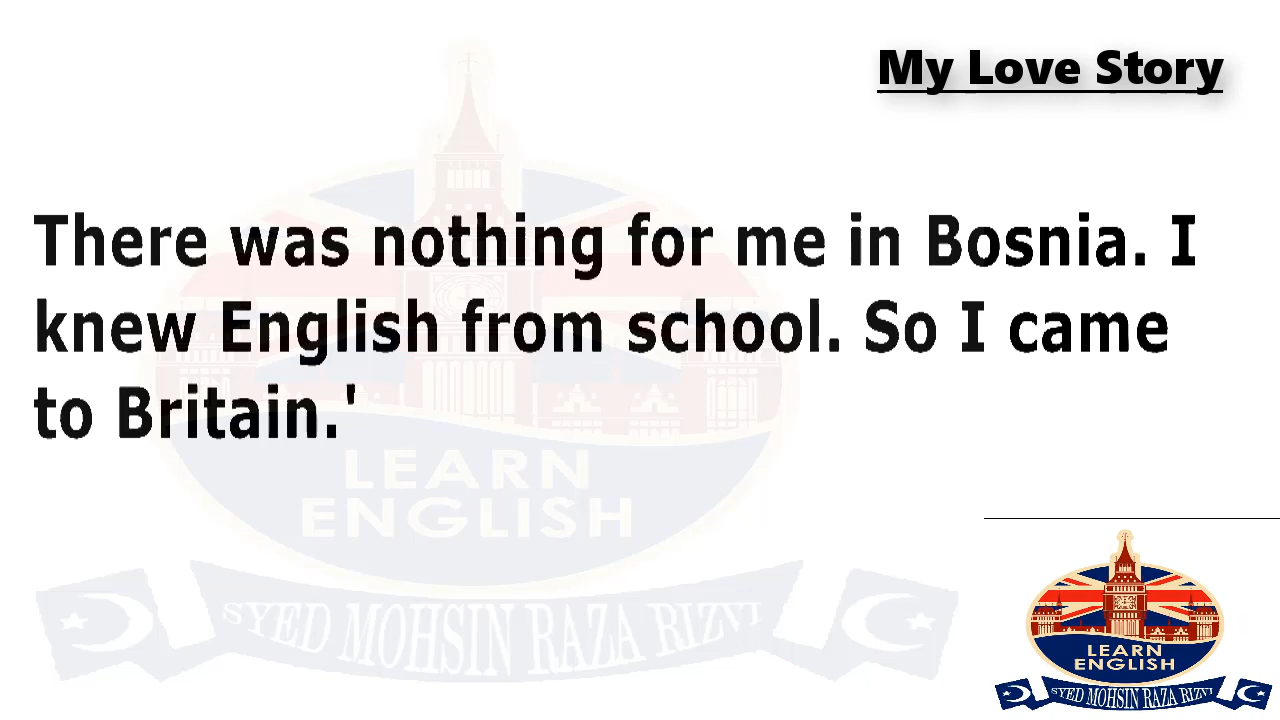 My Love Story
There was nothing for me in Bosnia. I
knew English from school. So I came
to Britain.'
LEARN
ENGLISH
SYED MOHSIN RAZA RIZVI
LEARN
ENGLISH
SYED MOHSIN RAZA RIZVI